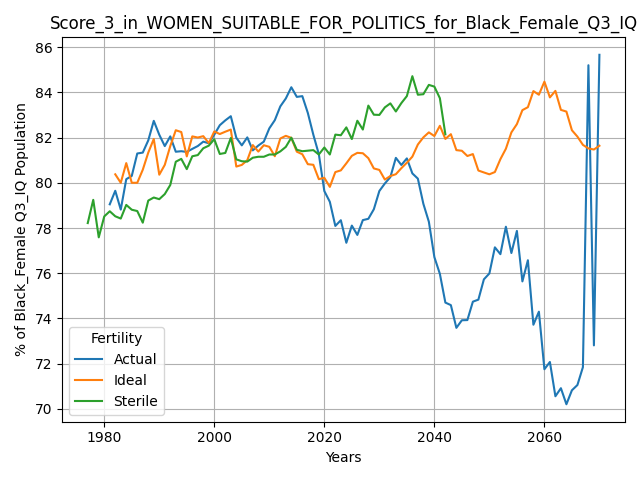 Score_3_in_WOMEN_SUITABLE_FOR_POLITICS_for_Black_Female_Q3_IQ
% of Black_Female Q3_IQ Population
86
84
82
80
78
76
74
72
70
Fertility
Actual
Ideal
Sterile
1980 2000 2020 2040 2060
Years